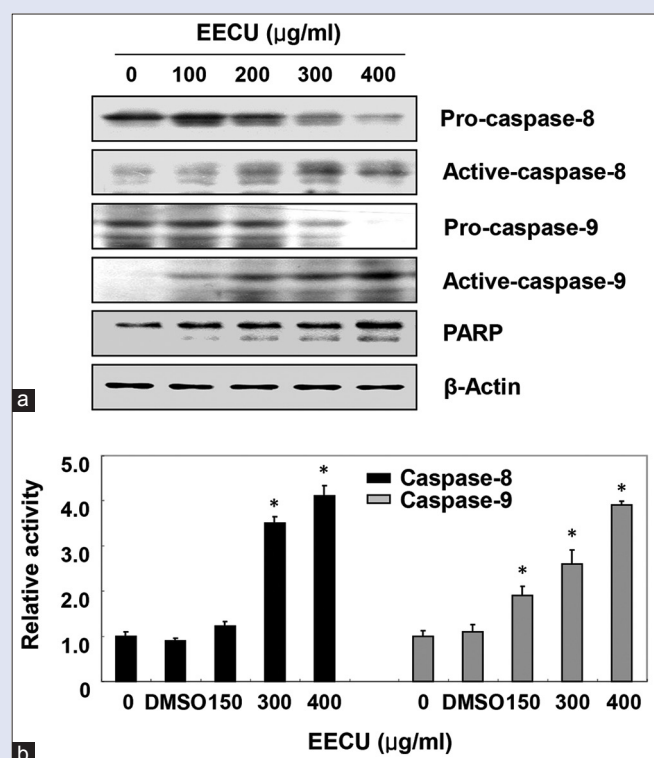 EECU (μg/ml)
0 100 200 300 400
Pro-caspase-8
Active-caspase-8
Pro-caspase-9
Active-caspase-9
PARP
β-Actin
a
5.0
4.0
3.0
2.0
1.0
0
Relative activity
Caspase-8
Caspase-9
* * * * *
0 DMSO 150 300 400 0 DMSO 150 300 400
EECU (μg/ml)
b